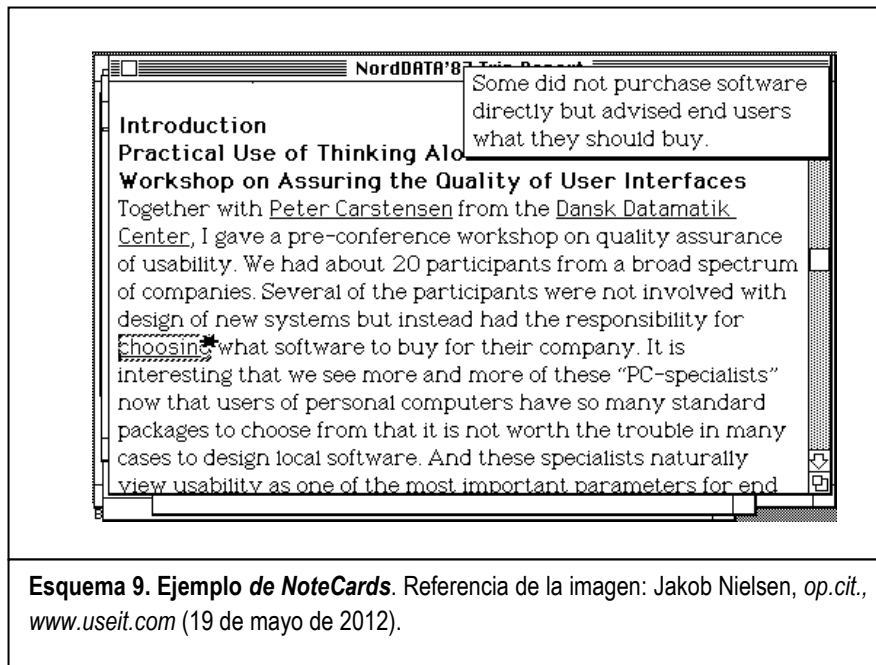 NordDATA'87 Trip Report
Some did not purchase software
directly but advised end users
what they should buy.
Introduction
Practical Use of Thinking Alo
Workshop on Assuring the Quality of User Interfaces
Together with Peter Carstensen from the Dansk Datamatik
Center, I gave a pre-conference workshop on quality assurance
of usability. We had about 20 participants from a broad spectrum
of companies. Several of the participants were not involved with
design of new systems but instead had the responsibility for
choosing what software to buy for their company. It is
interesting that we see more and more of these “PC-specialists”
now that users of personal computers have so many standard
packages to choose from that it is not worth the trouble in many
cases to design local software. And these specialists naturally
view usability as one of the most important parameters for end
Esquema 9. Ejemplo de NoteCards. Referencia de la imagen: Jakob Nielsen, op.cit.,
www.useit.com (19 de mayo de 2012).